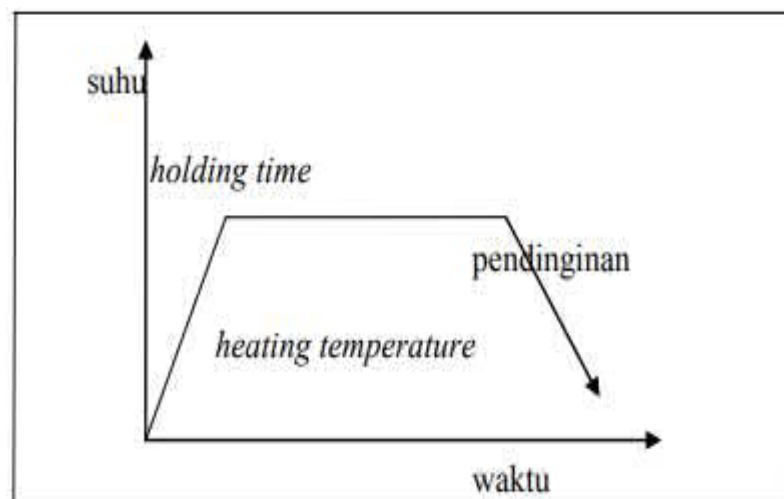 suhu
holding time
pendinginan
heating temperature
waktu